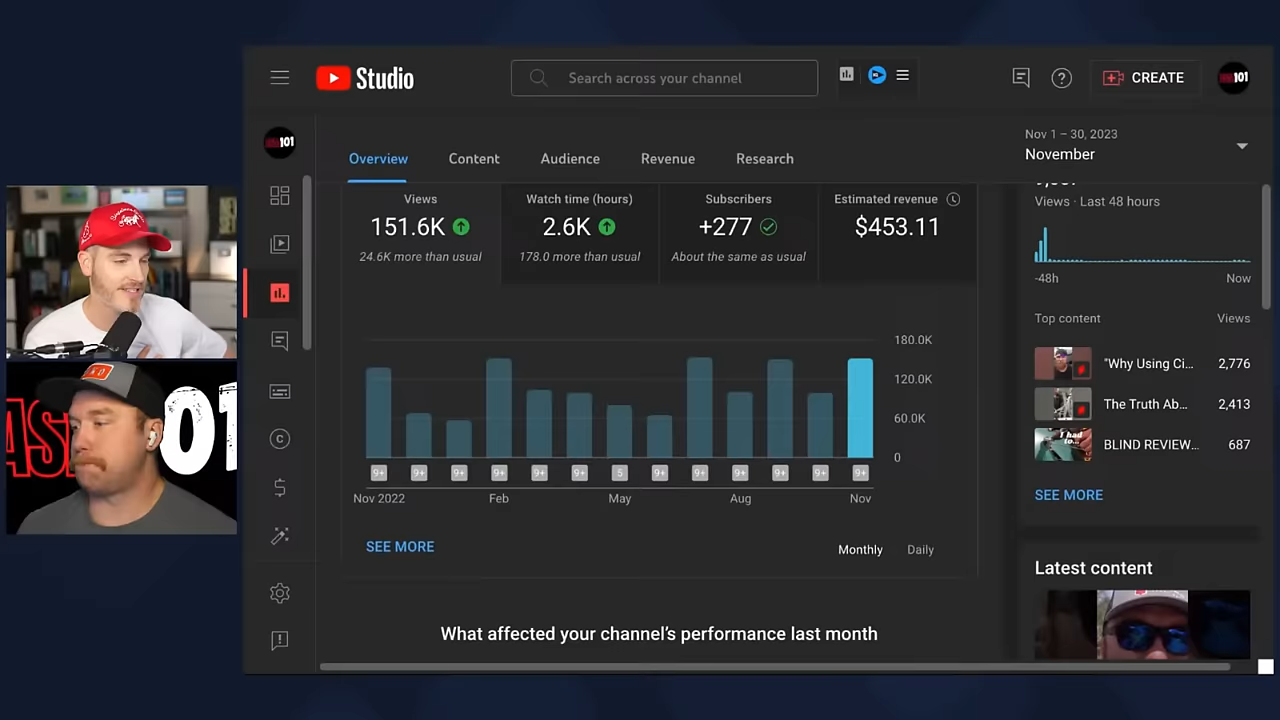 Studio
Search across your channel
CREATE
101
101
Overview
Content
Audience
Revenue
Research
Nov 1 – 30, 2023
November
Views
151.6K
24.6K more than usual
Watch time (hours)
2.6K
178.0 more than usual
Subscribers
+277
About the same as usual
Estimated revenue
$453.11
Views · Last 48 hours
-48h
Now
180.0K
120.0K
60.0K
0
9+ 9+ 9+ 9+ 9+ 9+ 5 9+ 9+ 9+ 9+ 9+ 9+
Nov 2022
Feb
May
Aug
Nov
SEE MORE
Monthly
Daily
Top content
Views
"Why Using Ci...
2,776
The Truth Ab...
2,413
BLIND REVIEW...
687
SEE MORE
Latest content
What affected your channel's performance last month